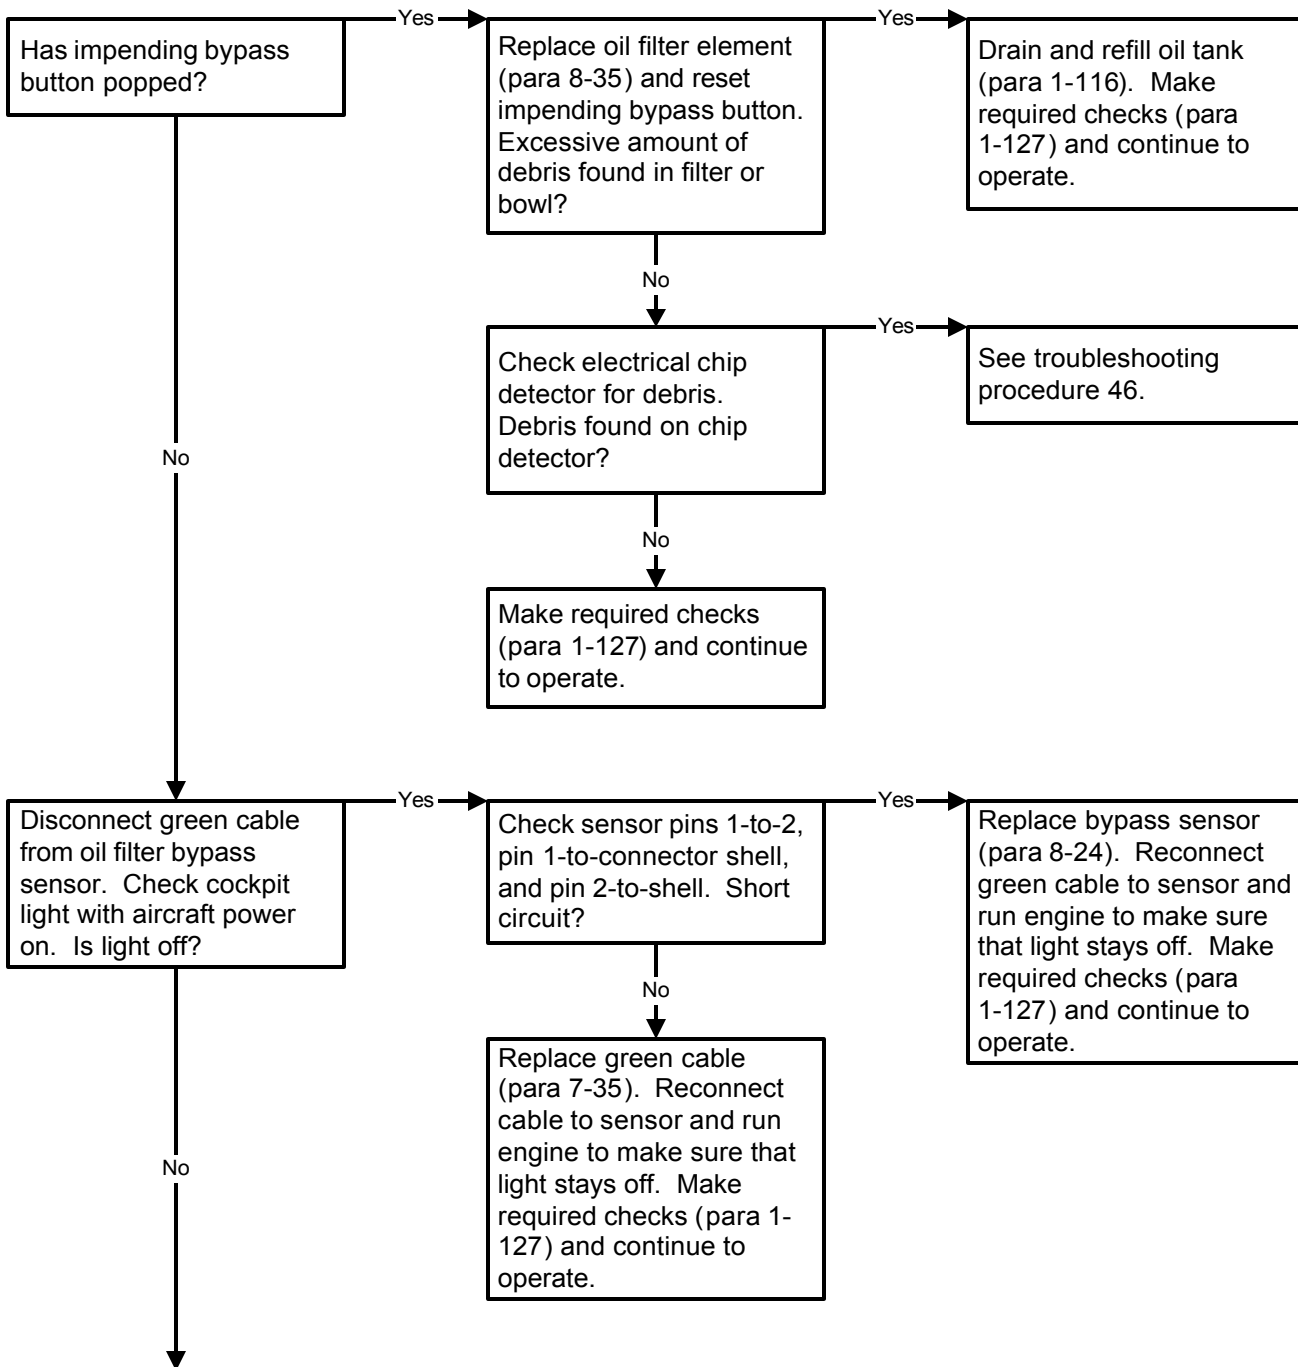 Has impending bypass
button popped?
Yes
Replace oil filter element
(para 8-35) and reset
impending bypass button.
Excessive amount of
debris found in filter or
bowl?
Yes
Drain and refill oil tank
(para 1-116). Make
required checks (para
1-127) and continue to
operate.
No
Check electrical chip
detector for debris.
Debris found on chip
detector?
Yes
See troubleshooting
procedure 46.
No
No
Make required checks
(para 1-127) and continue
to operate.
Disconnect green cable
from oil filter bypass
sensor. Check cockpit
light with aircraft power
on. Is light off?
Yes
Check sensor pins 1-to-2,
pin 1-to-connector shell,
and pin 2-to-shell. Short
circuit?
Yes
Replace bypass sensor
(para 8-24). Reconnect
green cable to sensor and
run engine to make sure
that light stays off. Make
required checks (para
1-127) and continue to
operate.
No
Replace green cable
(para 7-35). Reconnect
cable to sensor and run
engine to make sure that
light stays off. Make
required checks (para 1-
127) and continue to
operate.
No